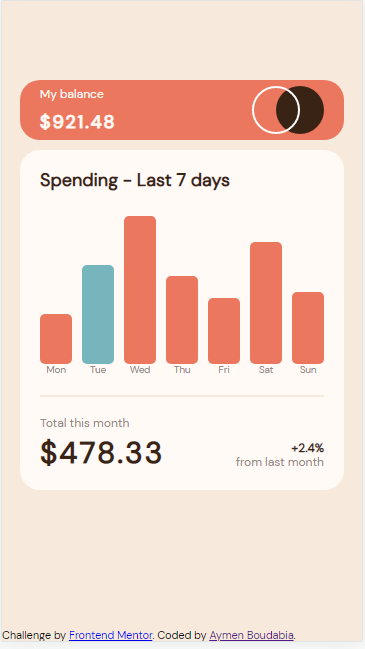 My balance
$921.48
Spending - Last 7 days
Mon Tue Wed Thu Fri Sat Sun
Total this month
$478.33
+2.4%
from last month
Challenge by Frontend Mentor. Coded by Aymen Boudabia.